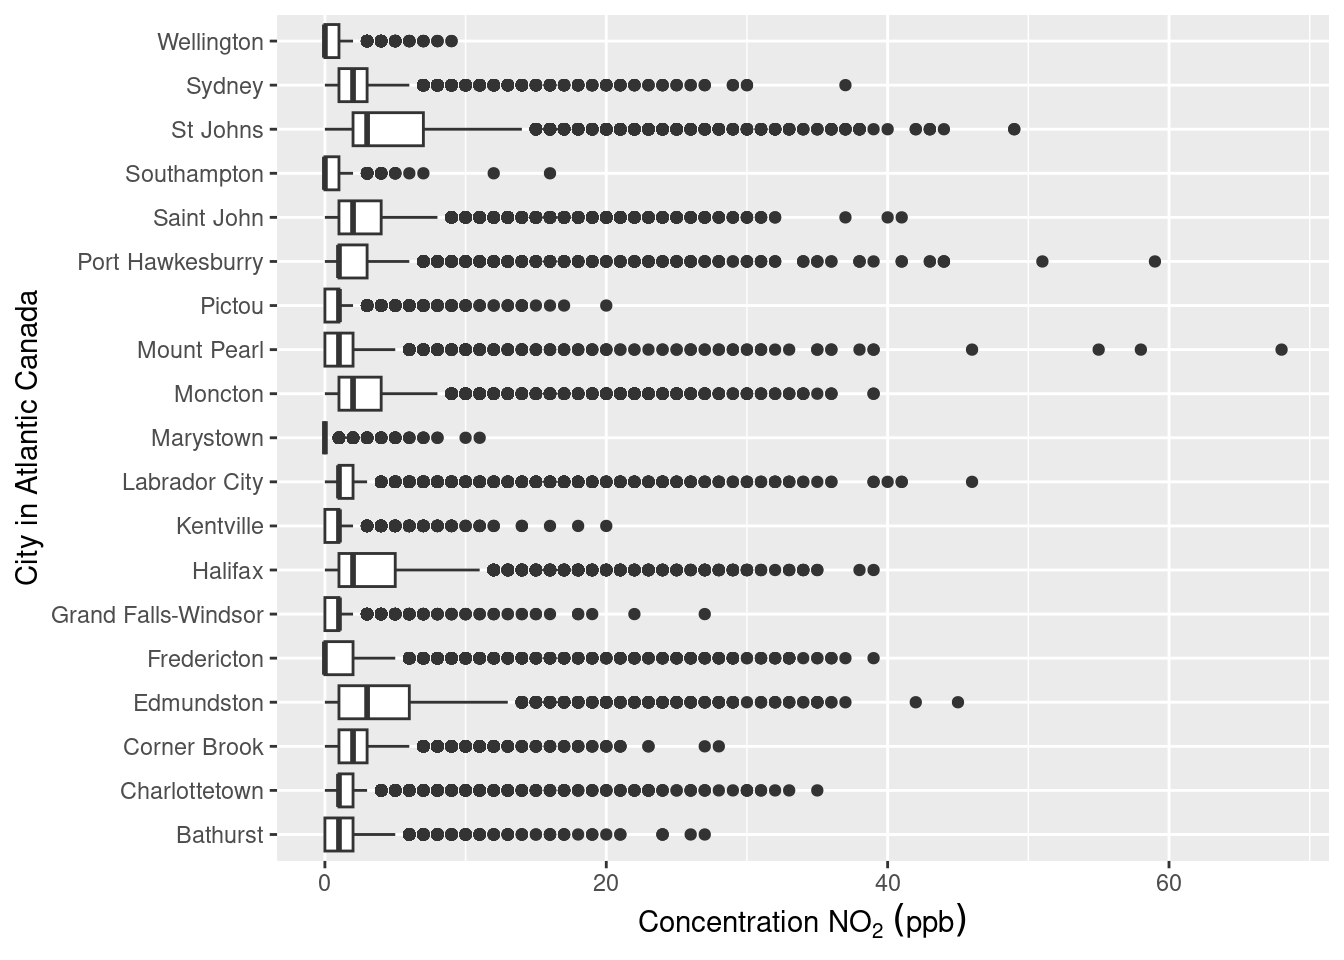 Wellington
Sydney
St Johns
Southampton
Saint John
Port Hawkesburry
Pictou
Mount Pearl
Moncton
Marystown
Labrador City
Kentville
Halifax
Grand Falls-Windsor
Fredericton
Edmundston
Corner Brook
Charlottetown
Bathurst
City in Atlantic Canada
0 20 40 60
Concentration NO₂ (ppb)